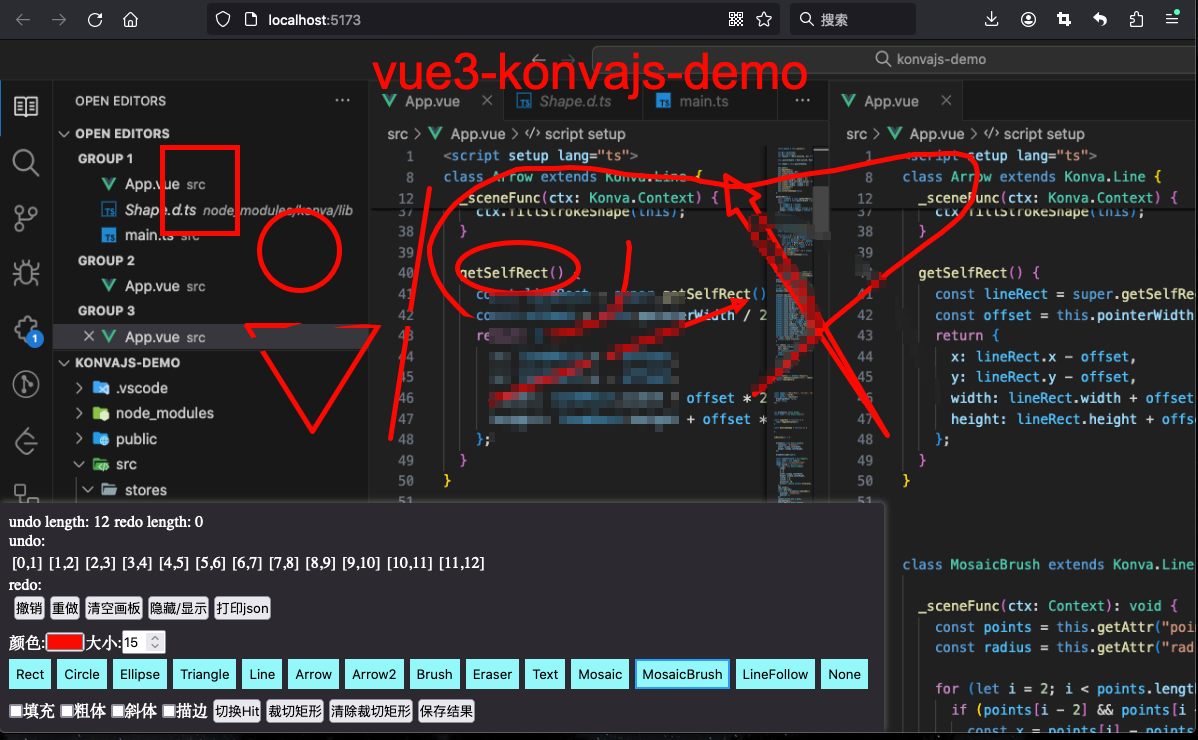 localhost:5173
搜索
konvajs-demo
vue3-konvajs-demo
OPEN EDITORS
OPEN EDITORS
GROUP 1
App.vue src
Shape.d.ts node_modules/konva/lib
main.ts src
GROUP 2
App.vue src
GROUP 3
App.vue src
1
KONVAJS-DEMO
.vscode
node_modules
public
src
stores
App.vue
TS Shape.d.ts
TS main.ts
src > App.vue > script setup
1 <script setup lang="ts">
8 class Arrow extends Konva.Line {
12 _sceneFunc(ctx: Konva.Context) {
37 ctx.fillStrokeShape(this);
38 }
39
40 getSelfRect() {
41 const lineRect = super.getSelfRect()
42 co pointerWidth / 2
43 re
44
45
46 offset * 2
47 + offset *
48 };
49 }
50 }
51
App.vue
src > App.vue > script setup
1 <script setup lang="ts">
8 class Arrow extends Konva.Line {
12 _sceneFunc(ctx: Konva.Context) {
37 ctx.fillStrokeShape(this);
38 }
39
getSelfRect() {
41 const lineRect = super.getSelfRe
42 const offset = this.pointerWidth
43 return {
44 x: lineRect.x - offset,
45 y: lineRect.y - offset,
46 width: lineRect.width + offset
47 height: lineRect.height + offs
48 };
49 }
50 }
51
class MosaicBrush extends Konva.Line
_sceneFunc(ctx: Context): void {
const points = this.getAttr("poi
const radius = this.getAttr("rad
for (let i = 2; i < points.length
if (points[i - 2] && points[i
const x = points[i] - points
undo length: 12 redo length: 0
undo:
[0,1] [1,2] [2,3] [3,4] [4,5] [5,6] [6,7] [7,8] [8,9] [9,10] [10,11] [11,12]
redo:
撤销 重做 清空画板 隐藏/显示 打印json
颜色: 大小: 15
Rect Circle Ellipse Triangle Line Arrow Arrow2 Brush Eraser Text Mosaic MosaicBrush LineFollow None
填充 粗体 斜体 描边 切换Hit 裁切矩形 清除裁切矩形 保存结果